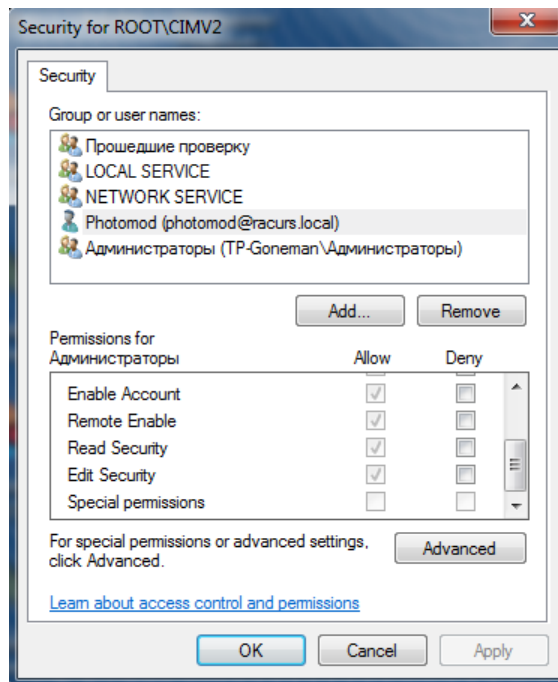 Security for ROOT\CIMV2
Security
Group or user names:
Прошедшие проверку
LOCAL SERVICE
NETWORK SERVICE
Photomod (photomod@racurs.local)
Администраторы (TP-Goneman\Администраторы)
Add... Remove
Permissions for
Администраторы Allow Deny
Enable Account
Remote Enable
Read Security
Edit Security
Special permissions
For special permissions or advanced settings,
click Advanced.
Advanced
Learn about access control and permissions
OK Cancel Apply